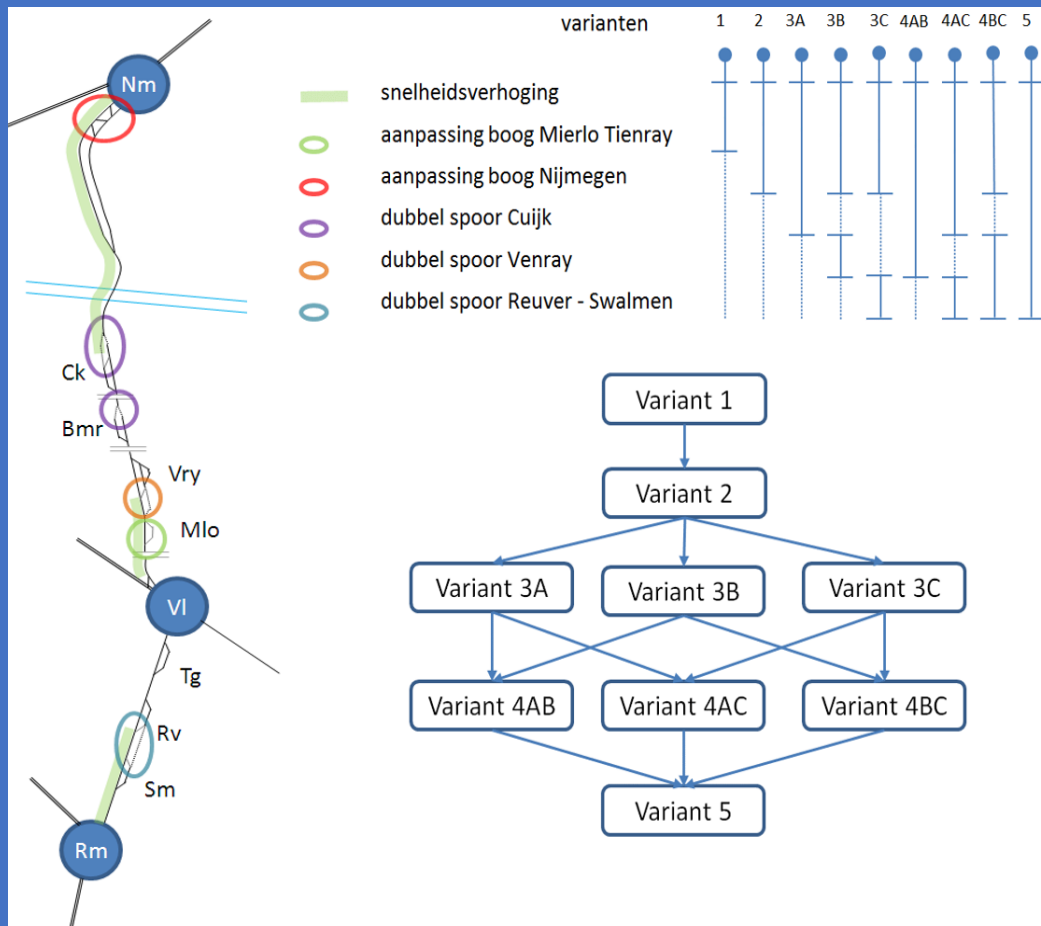 varianten
1 2 3A 3B 3C 4AB 4AC 4BC 5
Nm
snelheidsverhoging
aanpassing boog Mierlo Tienray
aanpassing boog Nijmegen
dubbel spoor Cuijk
dubbel spoor Venray
dubbel spoor Reuver - Swalmen
Ck
Bmr
Vry
Mlo
Vl
Tg
Rv
Sm
Rm
Variant 1
Variant 2
Variant 3A
Variant 3B
Variant 3C
Variant 4AB
Variant 4AC
Variant 4BC
Variant 5